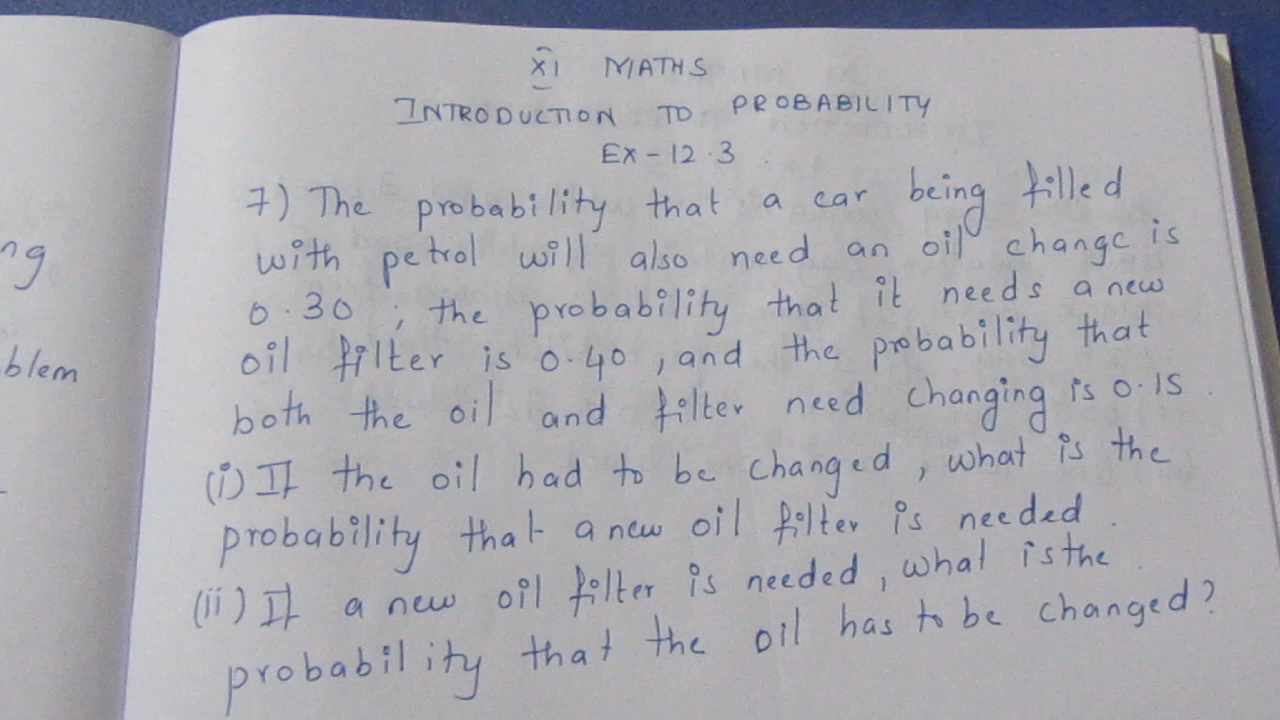 ng
blem
XI MATHS
INTRODUCTION TO PROBABILITY
EX-12.3
7) The probability that a car being filled
with petrol will also need an oil change is
0.30 ; the probability that it needs a new
oil filter is 0.40 , and the probability that
both the oil and filter need changing is 0.15 .
(i) If the oil had to be changed , what is the
probability that a new oil filter is needed .
(ii) If a new oil filter is needed , what is the
probability that the oil has to be changed?